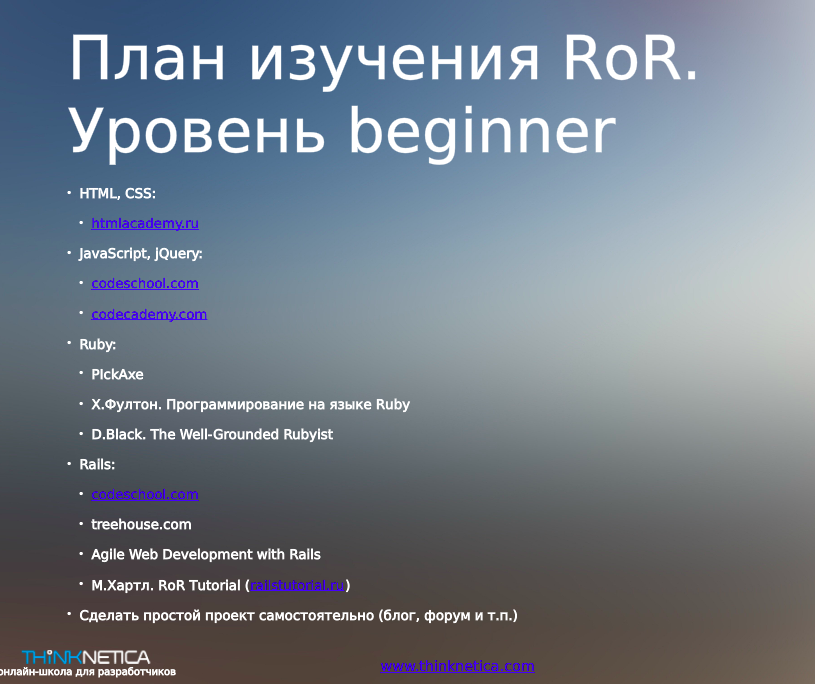 План изучения RoR.
Уровень beginner
• HTML, CSS:
• htmlacademy.ru
• JavaScript, jQuery:
• codeschool.com
• codecademy.com
• Ruby:
• PickAxe
• Х.Фултон. Программирование на языке Ruby
• D.Black. The Well-Grounded Rubyist
• Rails:
• codeschool.com
• treehouse.com
• Agile Web Development with Rails
• М.Хартл. RoR Tutorial (railstutorial.ru)
• Сделать простой проект самостоятельно (блог, форум и т.п.)
THiNKNETICA
онлайн-школа для разработчиков
www.thinknetica.com